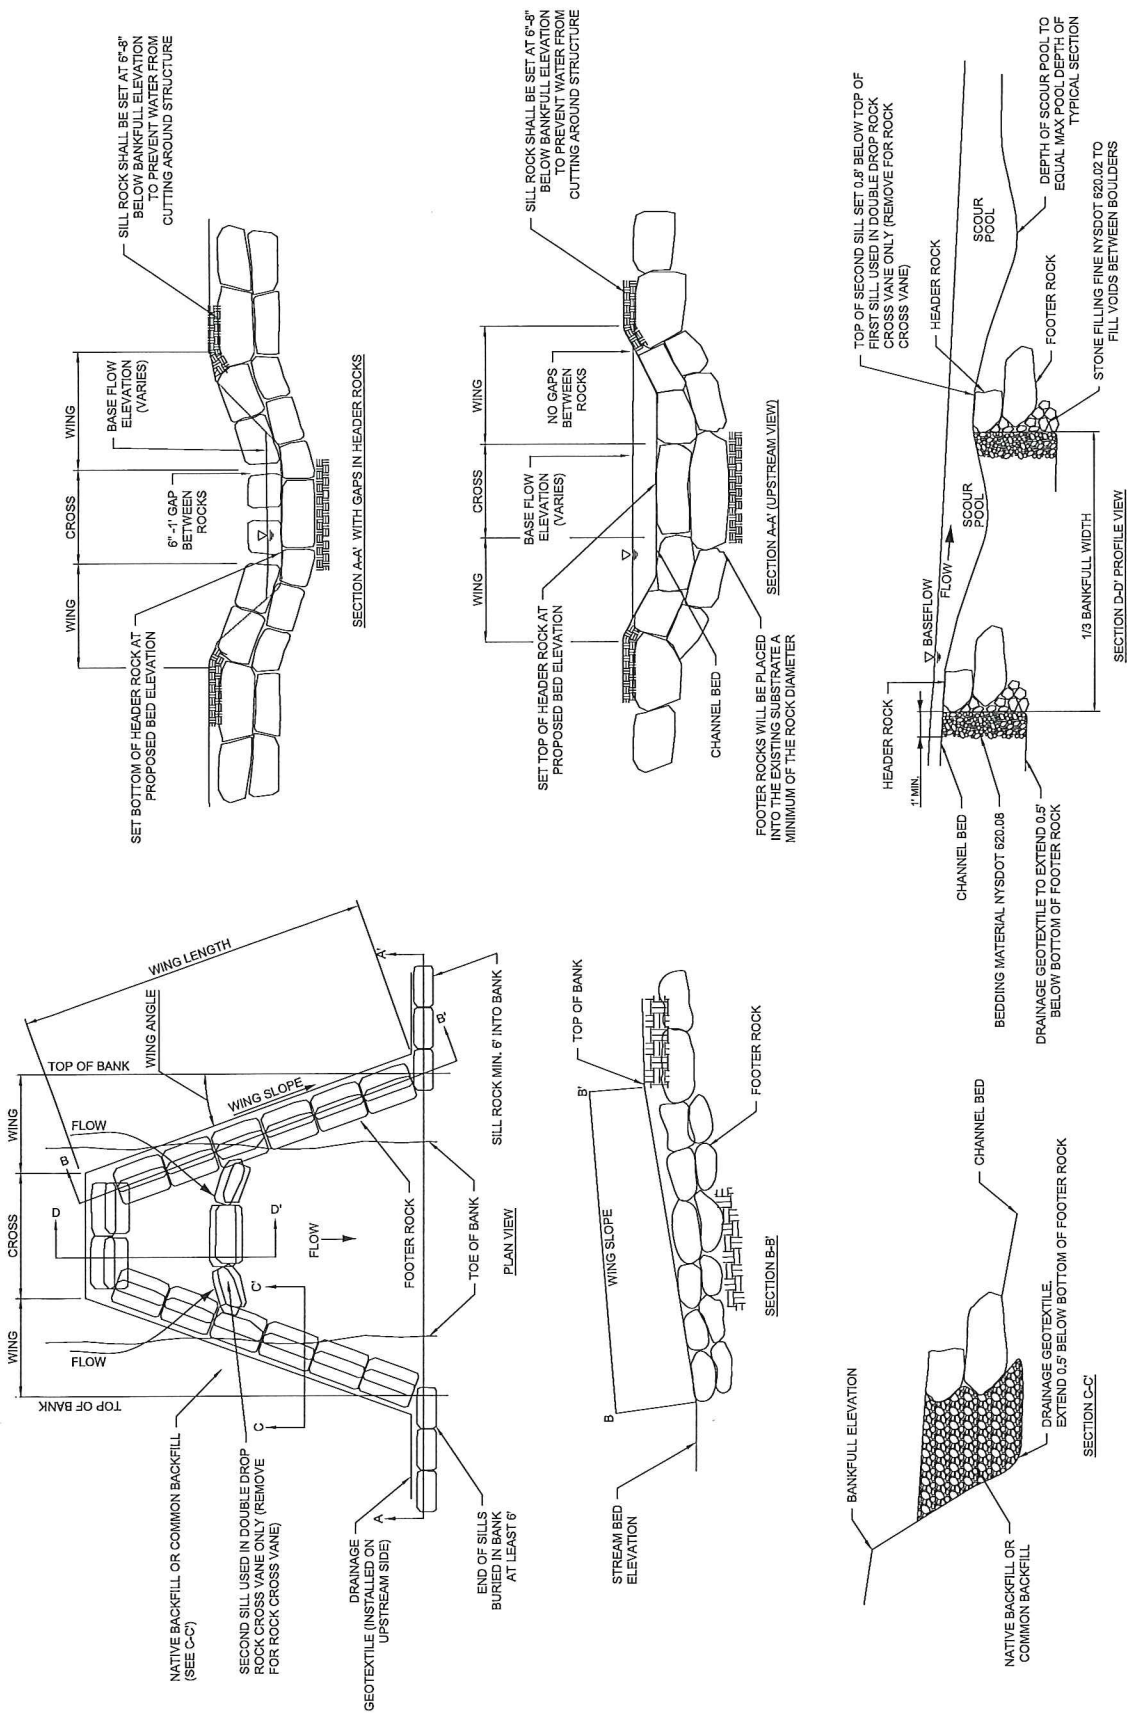 WING LENGTH
WING ANGLE
TOP OF BANK
WING
CROSS
WING
TOP OF BANK
FLOW
FLOW
WING SLOPE
B
D
D'
FLOW
C'
C
A
A'
B'
NATIVE BACKFILL OR COMMON BACKFILL
(SEE C-C')
SECOND SILL USED IN DOUBLE DROP
ROCK CROSS VANE ONLY (REMOVE
FOR ROCK CROSS VANE)
DRAINAGE
GEOTEXTILE (INSTALLED ON
UPSTREAM SIDE)
END OF SILLS
BURIED IN BANK
AT LEAST 6'
FOOTER ROCK
TOE OF BANK
SILL ROCK MIN. 6' INTO BANK
PLAN VIEW
SILL ROCK SHALL BE SET AT 6"-8"
BELOW BANKFULL ELEVATION
TO PREVENT WATER FROM
CUTTING AROUND STRUCTURE
WING
CROSS
WING
BASE FLOW
ELEVATION
(VARIES)
6" -1' GAP
BETWEEN
ROCKS
SET BOTTOM OF HEADER ROCK AT
PROPOSED BED ELEVATION
SECTION A-A' WITH GAPS IN HEADER ROCKS
SILL ROCK SHALL BE SET AT 6"-8"
BELOW BANKFULL ELEVATION
TO PREVENT WATER FROM
CUTTING AROUND STRUCTURE
WING
CROSS
WING
NO GAPS
BETWEEN
ROCKS
BASE FLOW
ELEVATION
(VARIES)
SET TOP OF HEADER ROCK AT
PROPOSED BED ELEVATION
CHANNEL BED
FOOTER ROCKS WILL BE PLACED
INTO THE EXISTING SUBSTRATE A
MINIMUM OF THE ROCK DIAMETER
SECTION A-A' (UPSTREAM VIEW)
B
B'
WING SLOPE
TOP OF BANK
STREAM BED
ELEVATION
FOOTER ROCK
SECTION B-B'
BANKFULL ELEVATION
CHANNEL BED
NATIVE BACKFILL OR
COMMON BACKFILL
DRAINAGE GEOTEXTILE.
EXTEND 0.5' BELOW BOTTOM OF FOOTER ROCK
SECTION C-C'
TOP OF SECOND SILL SET 0.8' BELOW TOP OF
FIRST SILL. USED IN DOUBLE DROP ROCK
CROSS VANE ONLY (REMOVE FOR ROCK
CROSS VANE)
HEADER ROCK
HEADER ROCK
1' MIN.
BASEFLOW
FLOW
SCOUR
POOL
SCOUR
POOL
CHANNEL BED
BEDDING MATERIAL NYSDOT 620.08
DRAINAGE GEOTEXTILE TO EXTEND 0.5'
BELOW BOTTOM OF FOOTER ROCK
1/3 BANKFULL WIDTH
DEPTH OF SCOUR POOL TO
EQUAL MAX POOL DEPTH OF
TYPICAL SECTION
FOOTER ROCK
STONE FILLING FINE NYSDOT 620.02 TO
FILL VOIDS BETWEEN BOULDERS
SECTION D-D' PROFILE VIEW